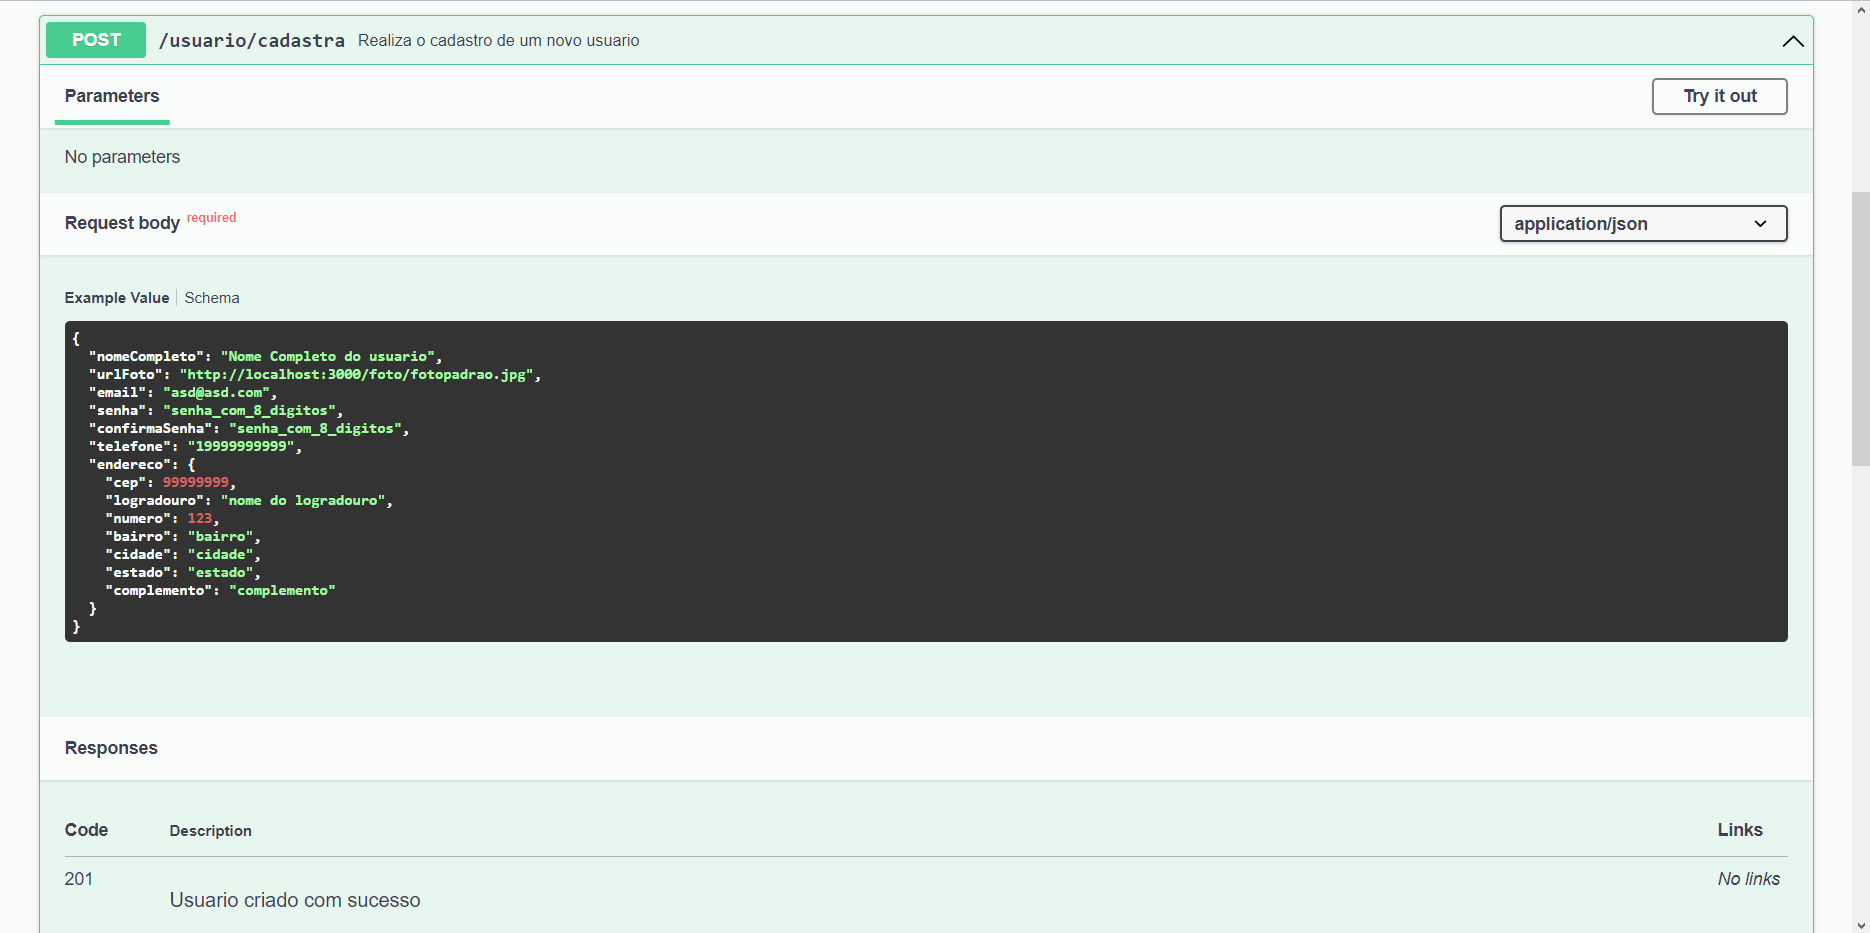 POST /usuario/cadastra Realiza o cadastro de um novo usuario
Parameters
Try it out
No parameters
Request body required
application/json
Example Value Schema
{
  "nomeCompleto": "Nome Completo do usuario",
  "urlFoto": "http://localhost:3000/foto/fotopadrao.jpg",
  "email": "asd@asd.com",
  "senha": "senha_com_8_digitos",
  "confirmaSenha": "senha_com_8_digitos",
  "telefone": "19999999999",
  "endereco": {
    "cep": 99999999,
    "logradouro": "nome do logradouro",
    "numero": 123,
    "bairro": "bairro",
    "cidade": "cidade",
    "estado": "estado",
    "complemento": "complemento"
  }
}
Responses
Code Description Links
201 No links
Usuario criado com sucesso